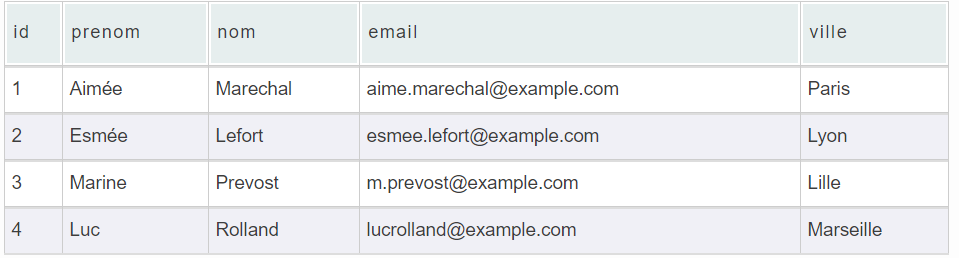 id prenom nom email ville
1 Aimée Marechal aime.marechal@example.com Paris
2 Esmée Lefort esmee.lefort@example.com Lyon
3 Marine Prevost m.prevost@example.com Lille
4 Luc Rolland lucrolland@example.com Marseille